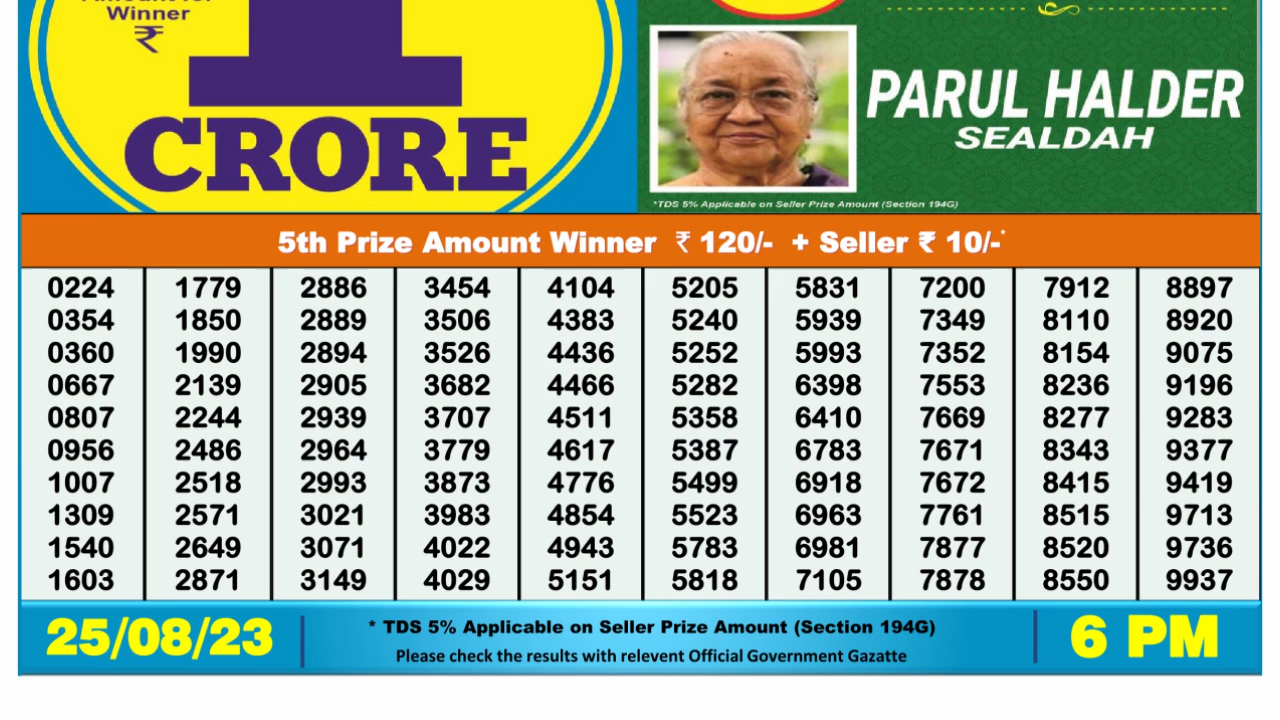 Winner
₹
1
CRORE
PARUL HALDER
SEALDAH
*TDS 5% Applicable on Seller Prize Amount (Section 194G)
5th Prize Amount Winner ₹ 120/- + Seller ₹ 10/-*
0224 1779 2886 3454 4104 5205 5831 7200 7912 8897
0354 1850 2889 3506 4383 5240 5939 7349 8110 8920
0360 1990 2894 3526 4436 5252 5993 7352 8154 9075
0667 2139 2905 3682 4466 5282 6398 7553 8236 9196
0807 2244 2939 3707 4511 5358 6410 7669 8277 9283
0956 2486 2964 3779 4617 5387 6783 7671 8343 9377
1007 2518 2993 3873 4776 5499 6918 7672 8415 9419
1309 2571 3021 3983 4854 5523 6963 7761 8515 9713
1540 2649 3071 4022 4943 5783 6981 7877 8520 9736
1603 2871 3149 4029 5151 5818 7105 7878 8550 9937
25/08/23
* TDS 5% Applicable on Seller Prize Amount (Section 194G)
Please check the results with relevent Official Government Gazatte
6 PM